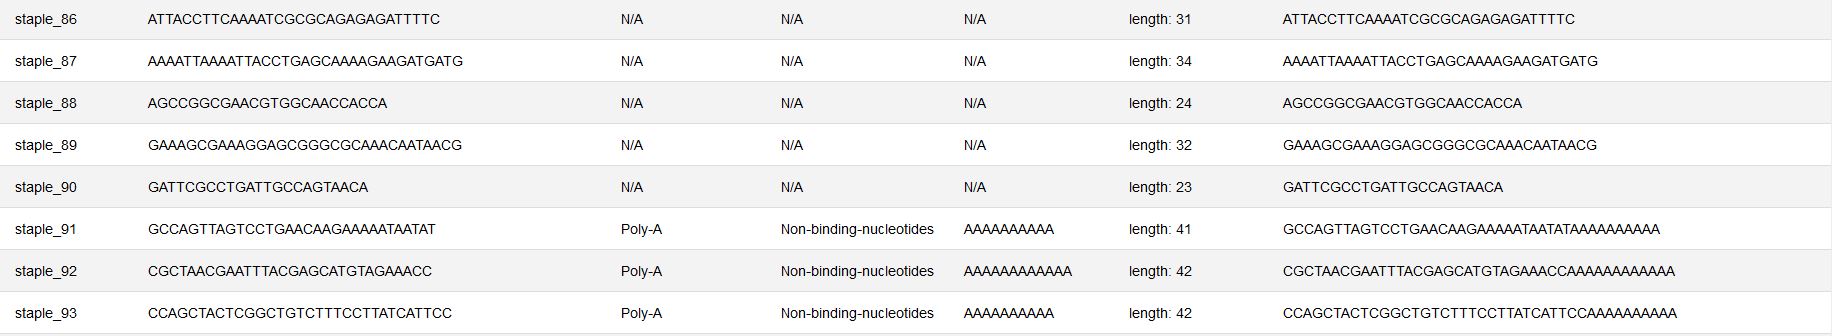 staple_86 ATTACCTTCAAAATCGCGCAGAGAGATTTTC N/A N/A N/A length: 31 ATTACCTTCAAAATCGCGCAGAGAGATTTTC
staple_87 AAAATTAAAATTACCTGAGCAAAAGAAGATGATG N/A N/A N/A length: 34 AAAATTAAAATTACCTGAGCAAAAGAAGATGATG
staple_88 AGCCGGCGAACGTGGCAACCACCA N/A N/A N/A length: 24 AGCCGGCGAACGTGGCAACCACCA
staple_89 GAAAGCGAAAGGAGCGGGCGCAAACAATAACG N/A N/A N/A length: 32 GAAAGCGAAAGGAGCGGGCGCAAACAATAACG
staple_90 GATTCGCCTGATTGCCAGTAACA N/A N/A N/A length: 23 GATTCGCCTGATTGCCAGTAACA
staple_91 GCCAGTTAGTCCTGAACAAGAAAAATAATAT Poly-A Non-binding-nucleotides AAAAAAAAAA length: 41 GCCAGTTAGTCCTGAACAAGAAAAATAATATAAAAAAAAAA
staple_92 CGCTAACGAATTTACGAGCATGTAGAAACC Poly-A Non-binding-nucleotides AAAAAAAAAAAA length: 42 CGCTAACGAATTTACGAGCATGTAGAAACCAAAAAAAAAAAA
staple_93 CCAGCTACTCGGCTGTCTTTCCTTATCATTCC Poly-A Non-binding-nucleotides AAAAAAAAAA length: 42 CCAGCTACTCGGCTGTCTTTCCTTATCATTCCAAAAAAAAAA